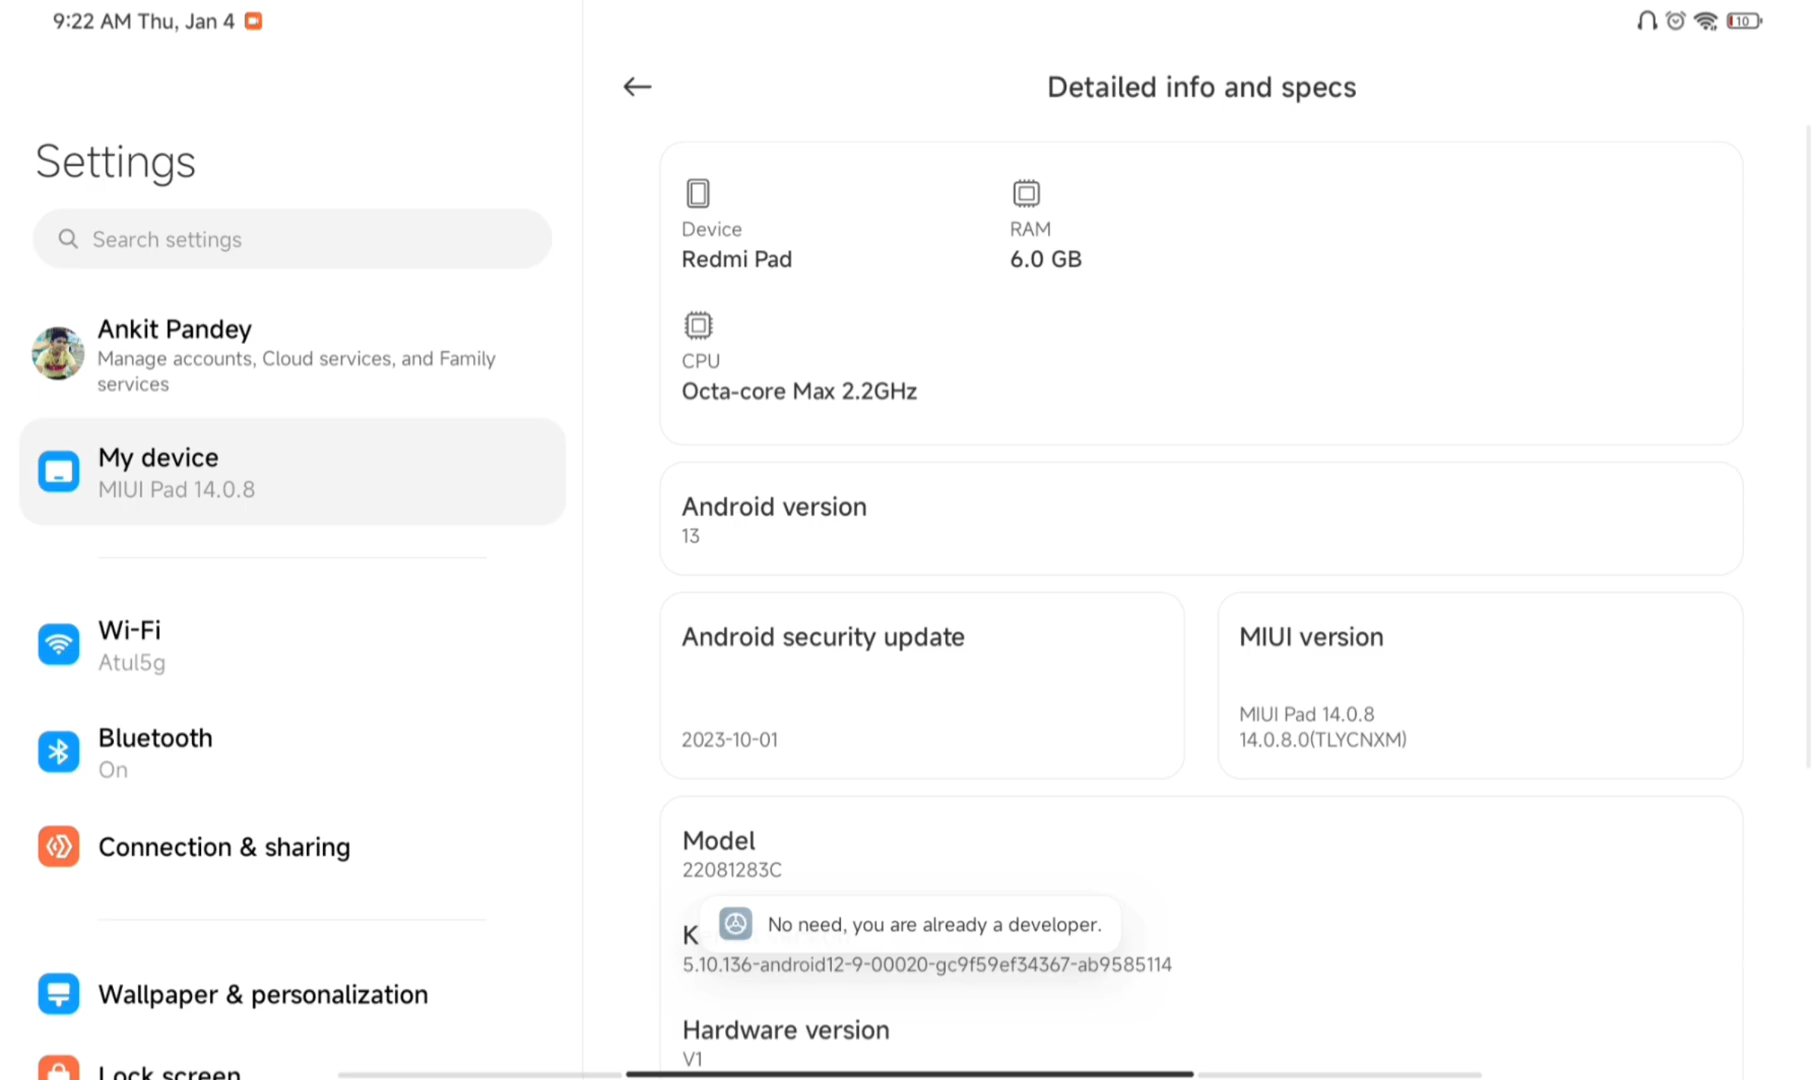 9:22 AM Thu, Jan 4
10
Settings
Search settings
Ankit Pandey
Manage accounts, Cloud services, and Family
services
My device
MIUI Pad 14.0.8
Wi-Fi
Atul5g
Bluetooth
On
Connection & sharing
Wallpaper & personalization
Lock screen
Detailed info and specs
Device
Redmi Pad
RAM
6.0 GB
CPU
Octa-core Max 2.2GHz
Android version
13
Android security update
2023-10-01
MIUI version
MIUI Pad 14.0.8
14.0.8.0(TLYCNXM)
Model
22081283C
K
No need, you are already a developer.
5.10.136-android12-9-00020-gc9f59ef34367-ab9585114
Hardware version
V1